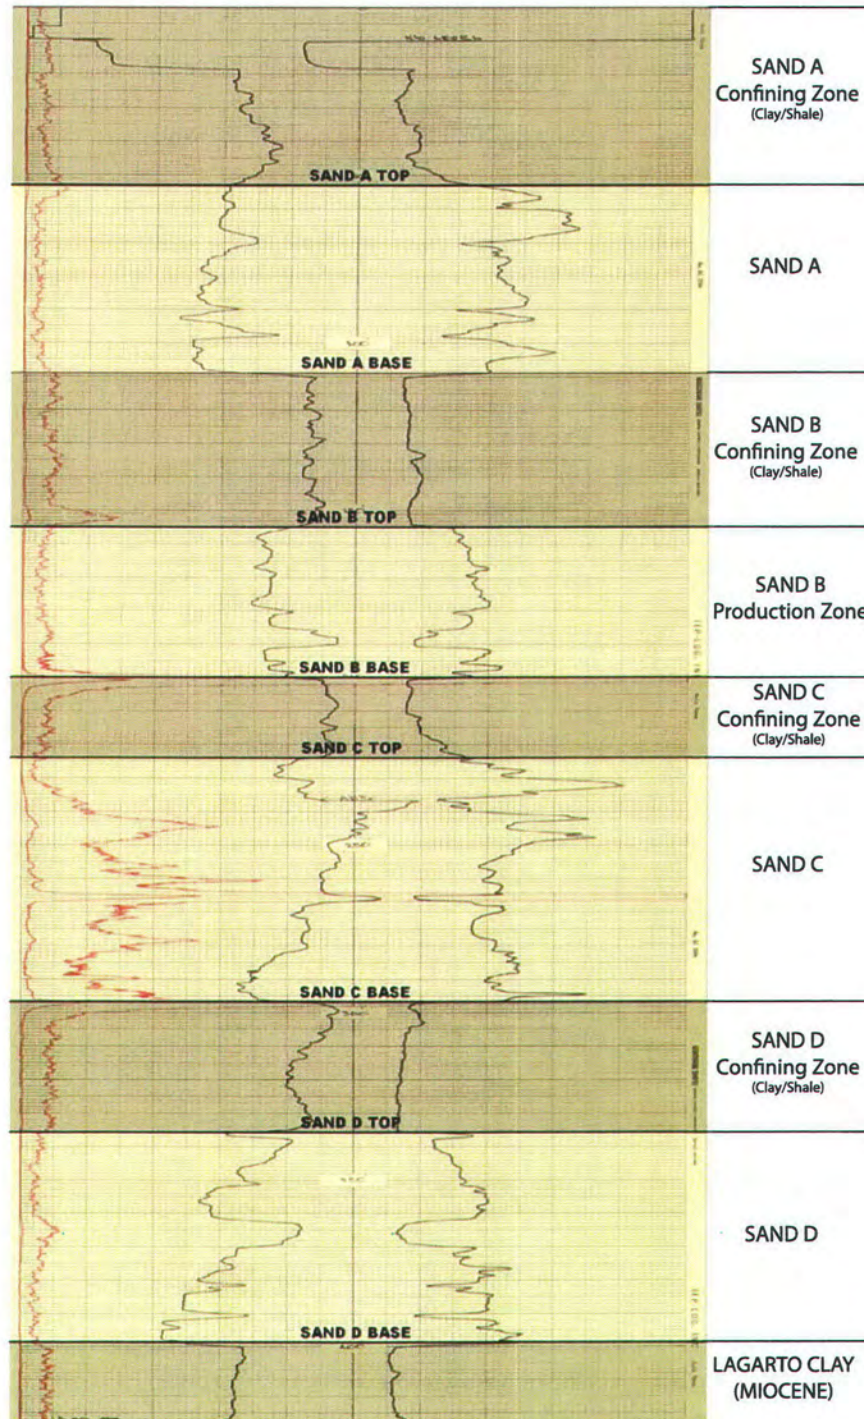 SAND A
Confining Zone
(Clay/Shale)
SAND A TOP
SAND A
SAND A BASE
SAND B
Confining Zone
(Clay/Shale)
SAND B TOP
SAND B
Production Zone
SAND B BASE
SAND C
Confining Zone
(Clay/Shale)
SAND C TOP
SAND C
SAND C BASE
SAND D
Confining Zone
(Clay/Shale)
SAND D TOP
SAND D
SAND D BASE
LAGARTO CLAY
(MIOCENE)